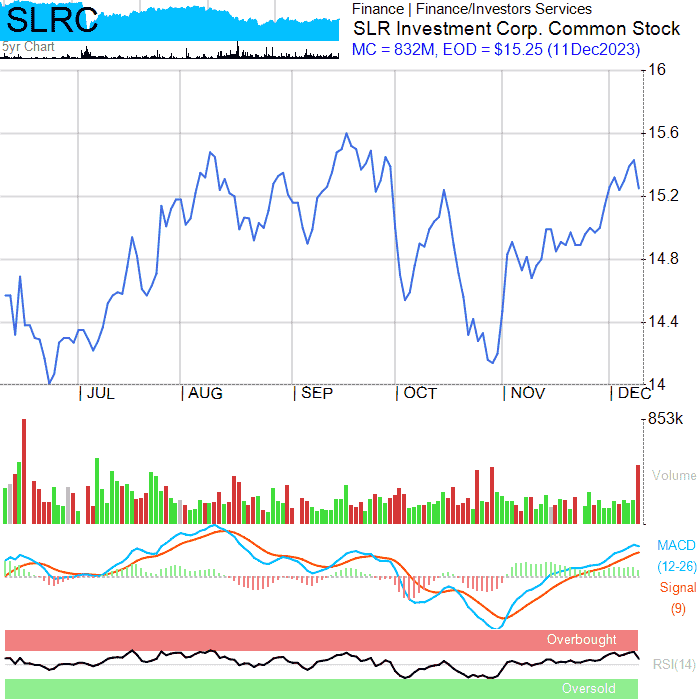 SLRC
5yr Chart
Finance | Finance/Investors Services
SLR Investment Corp. Common Stock
MC = 832M, EOD = $15.25 (11Dec2023)
16
15.6
15.2
14.8
14.4
14
JUL AUG SEP OCT NOV DEC
853k
Volume
MACD
(12-26)
Signal
(9)
Overbought
RSI(14)
Oversold